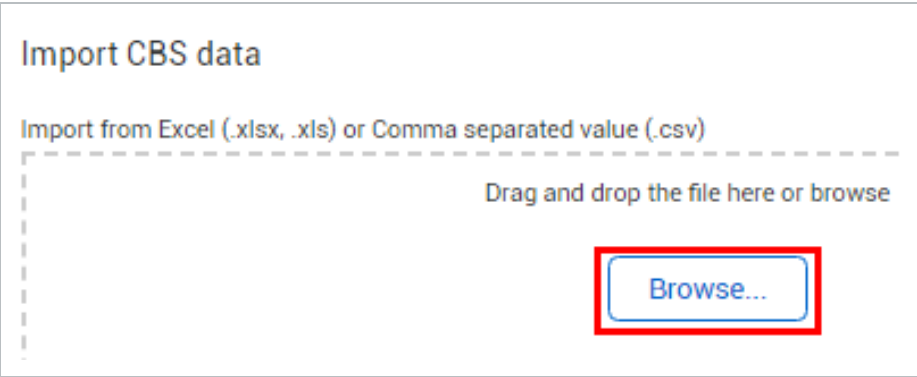 Import CBS data
Import from Excel (.xlsx, .xls) or Comma separated value (.csv)
Drag and drop the file here or browse
Browse...